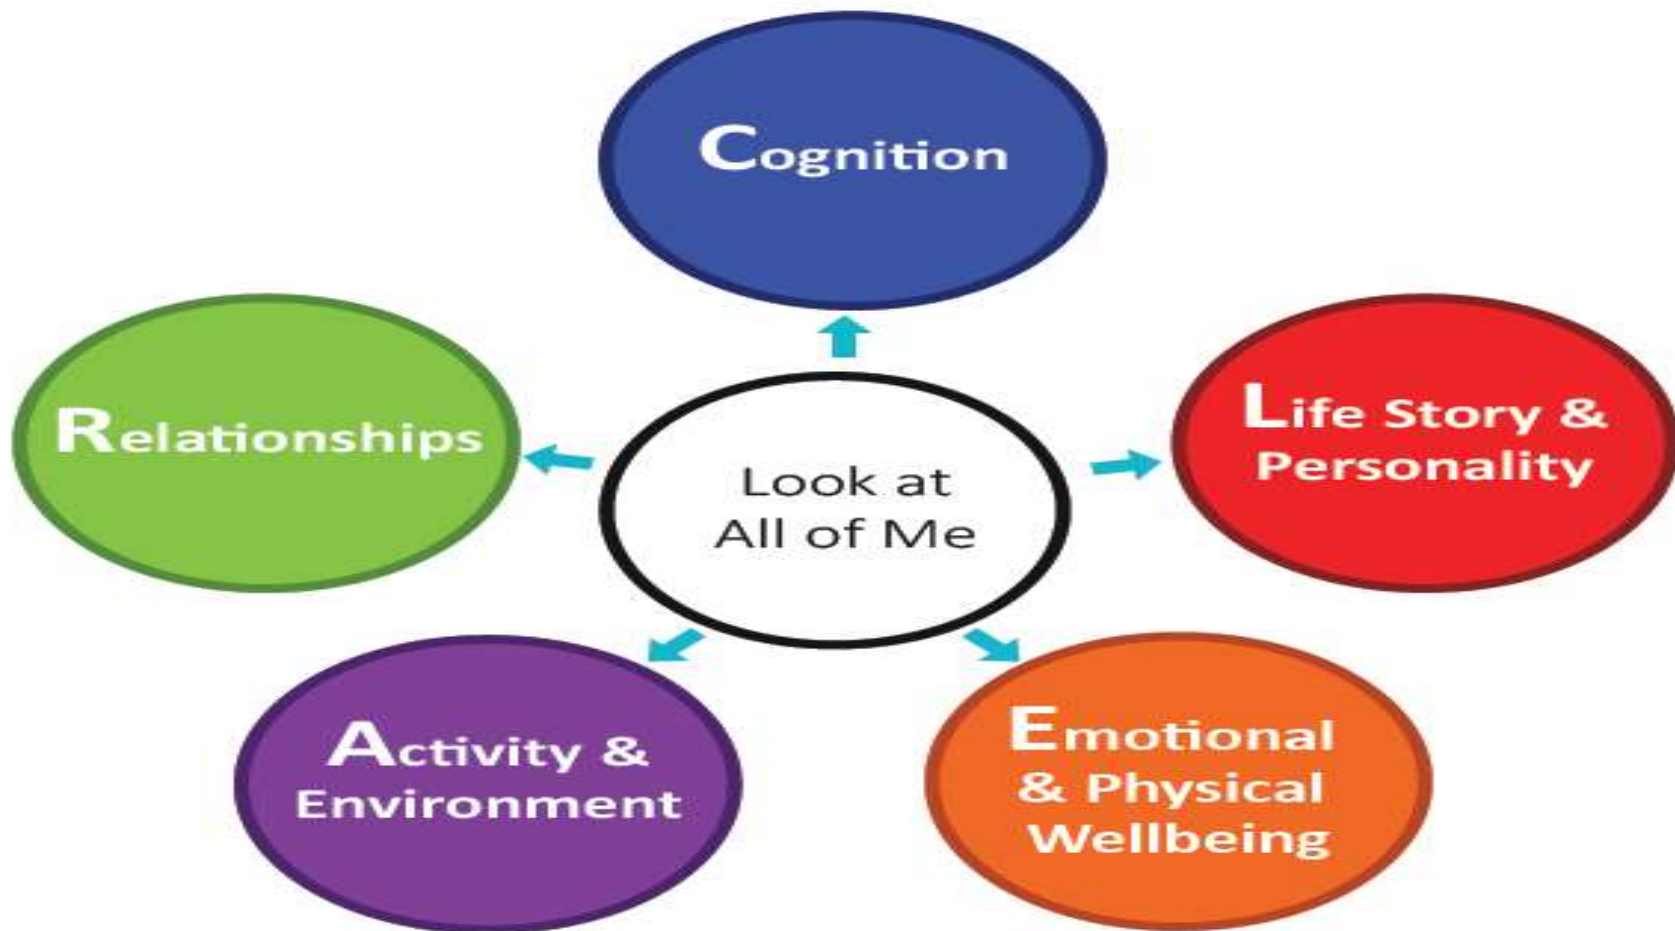 Cognition
Life Story &
Personality
Emotional
& Physical
Wellbeing
Activity &
Environment
Relationships
Look at
All of Me